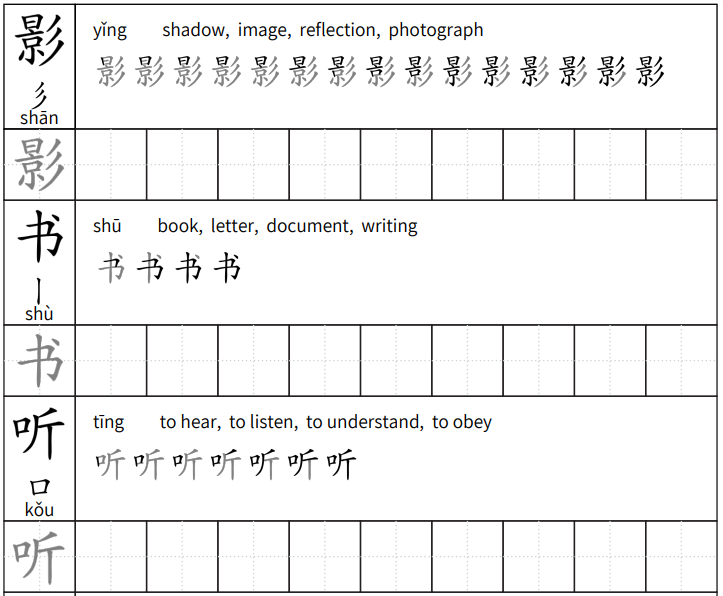 影 yǐng shadow, image, reflection, photograph
影影影影影影影影影影影影影影影
彡
shān
影
书 shū book, letter, document, writing
书书书书
丨
shù
书
听 tīng to hear, to listen, to understand, to obey
听听听听听听听
口
kǒu
听